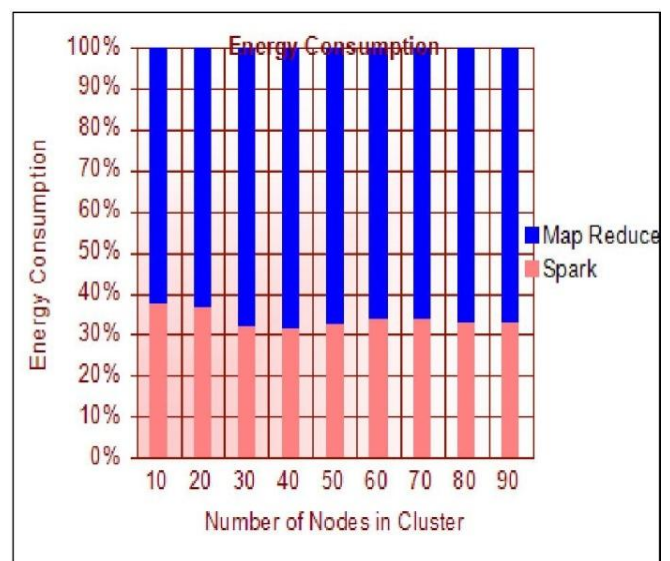 Energy Consumption
100%
90%
80%
70%
60%
50%
40%
30%
20%
10%
0%
Energy Consumption
Map Reduce
Spark
10 20 30 40 50 60 70 80 90
Number of Nodes in Cluster